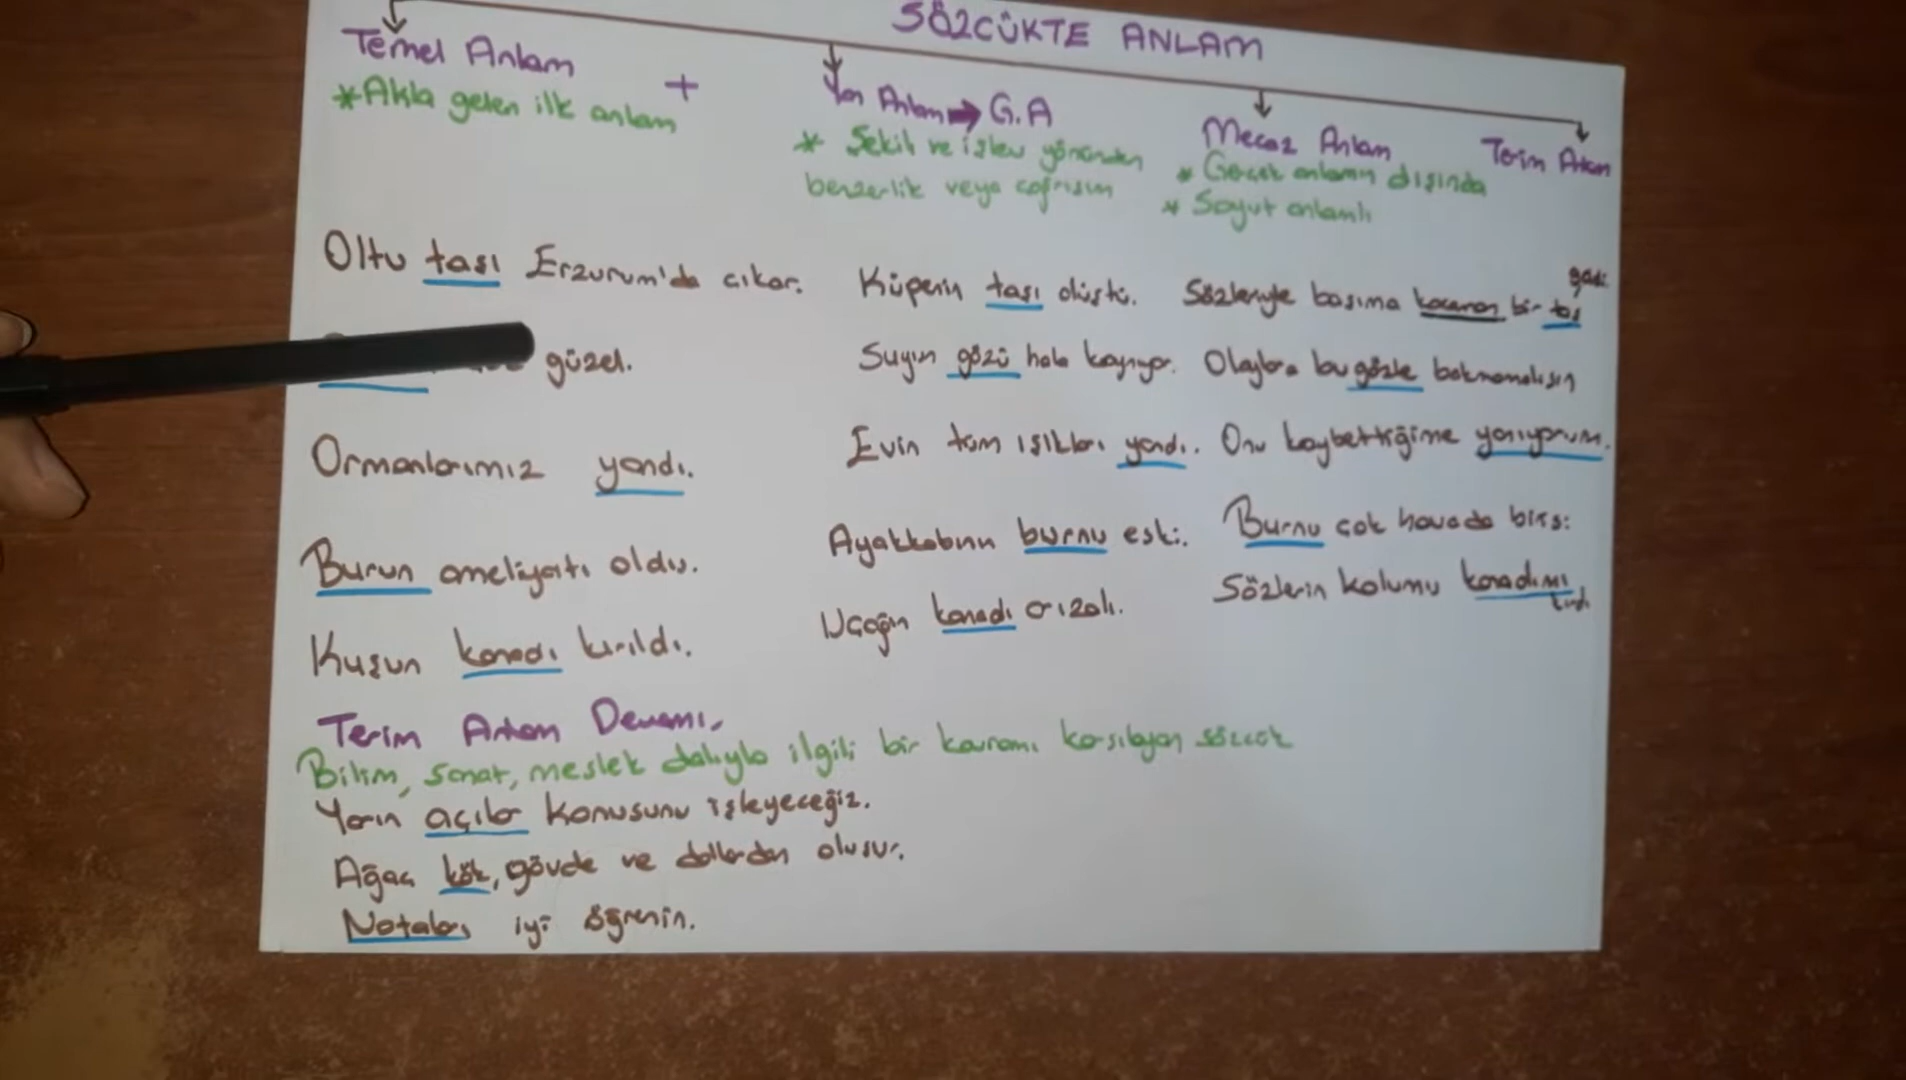 SÖZCÜKTE ANLAM
Temel Anlam +
*Akla gelen ilk anlam
Yan Anlam → G.A
* Şekil ve işlev yönünden
benzerlik veya çağrışım
Mecaz Anlam
* Gerçek anlamın dışında
* Soyut anlamlı
Terim Anlam
Oltu taşı Erzurum'da çıkar.
güzel.
Ormanlarımız yandı.
Burun ameliyatı oldu.
Kuşun kanadı kırıldı.
Küpenin taşı düştü.
Suyun gözü hala kaynıyor.
Evin tüm ışıkları yandı.
Ayakkabının burnu eski.
Uçağın kanadı arızalı.
Sözleriyle başıma kocaman bir taş
Olaylara bu gözle bakmamalısın
Onu kaybettiğime yanıyorum.
Burnu çok havada birisi
Sözlerin kolumu kanadımı
kırdı
Terim Anlam Devamı,
Bilim, sanat, meslek dalıyla ilgili bir kavramı karşılayan sözcük
Yarın açılar konusunu işleyeceğiz.
Ağaç kök, gövde ve dallardan oluşur.
Notaları iyi öğrenin.